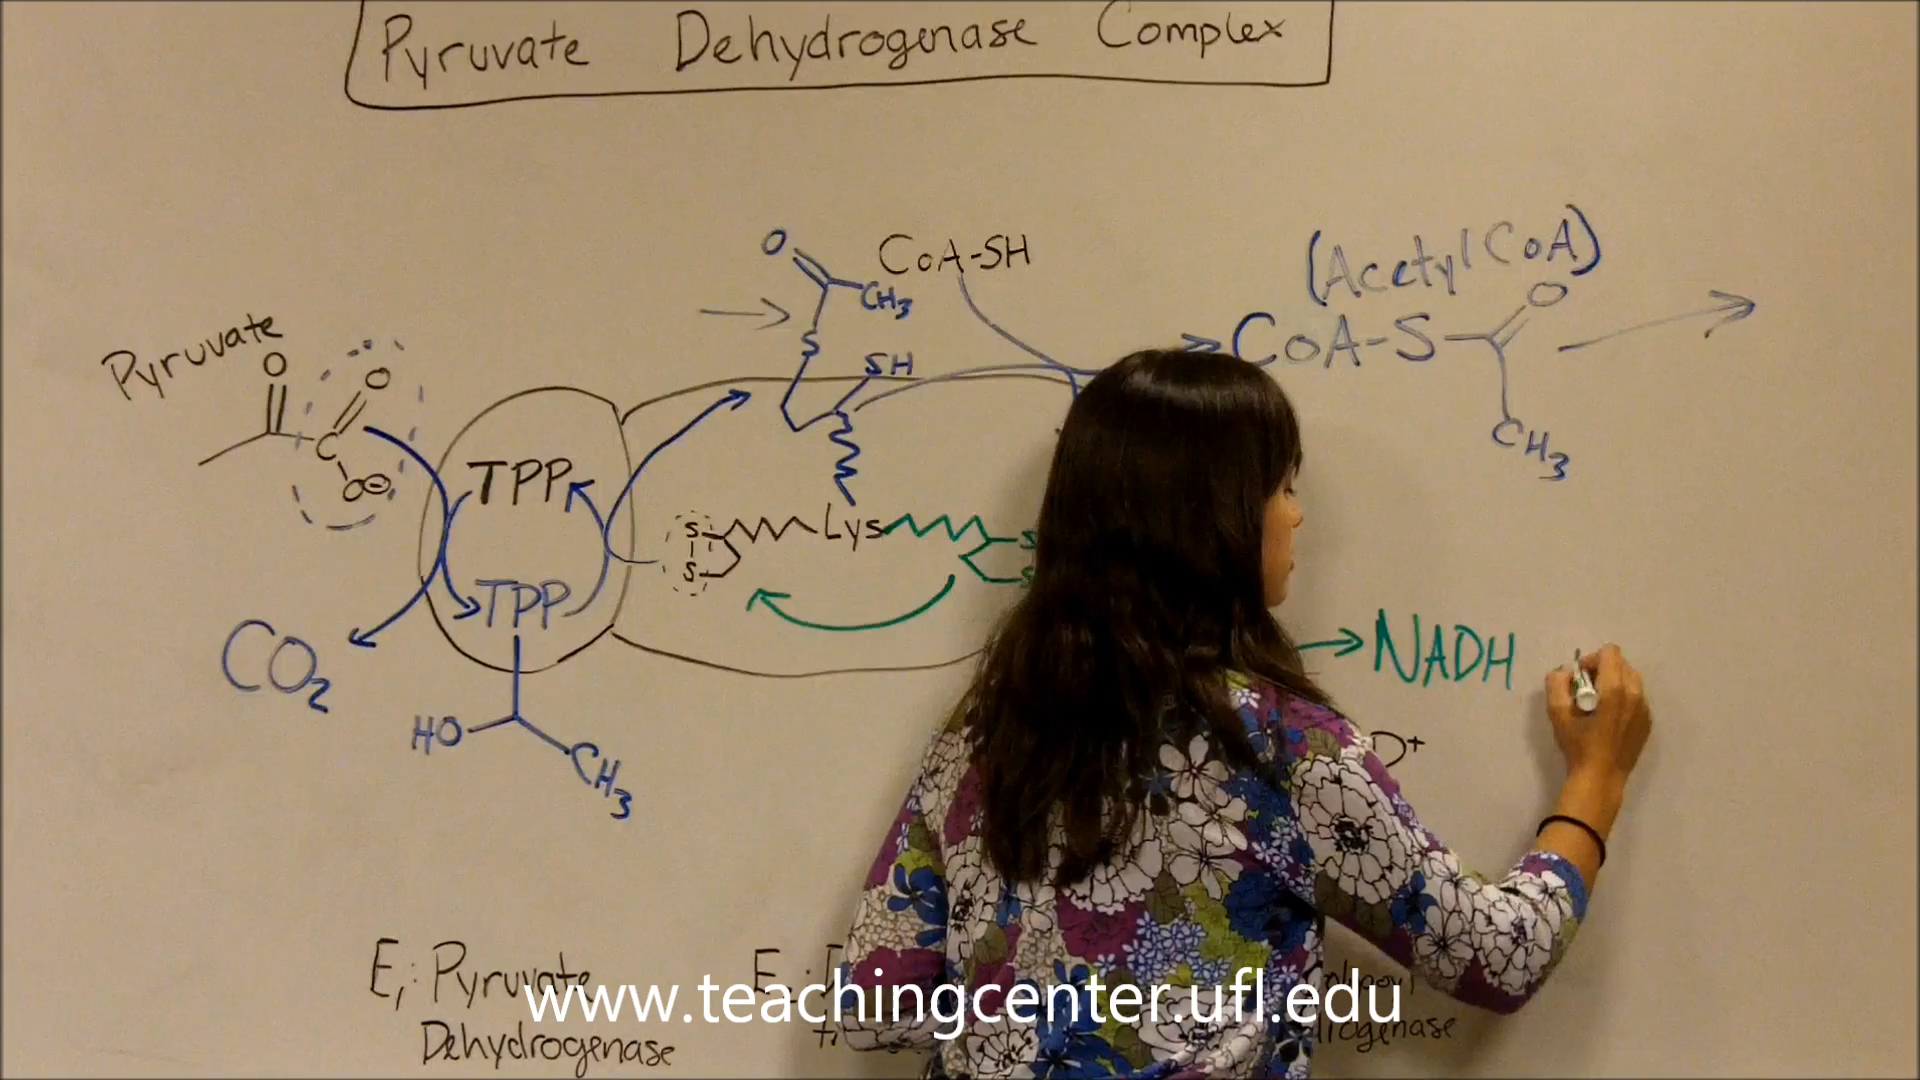 Pyruvate Dehydrogenase Complex
(Acetyl CoA)
O
CoA-SH
O
CH3
CoA-S
Pyruvate
O
O
SH
C
O⊖
CH3
TPP
S
S
Lys
S
S
TPP
CO2
NADH
HO
CH3
D+
E1: Pyruvate
Dehydrogenase
www.teachingcenter.ufl.edu